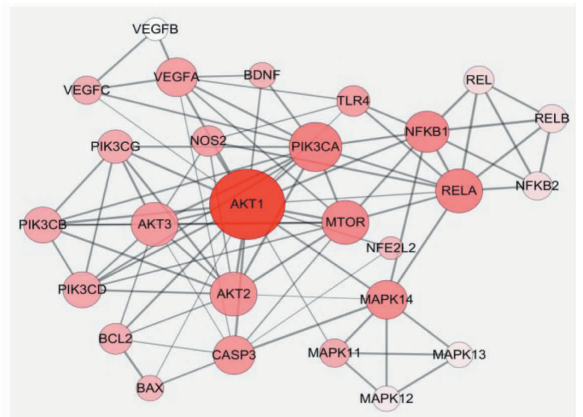 VEGFB
VEGFC
VEGFA
BDNF
TLR4
REL
RELB
PIK3CG
NOS2
PIK3CA
NFKB1
NFKB2
RELA
AKT1
PIK3CB
AKT3
MTOR
NFE2L2
PIK3CD
AKT2
MAPK14
BCL2
CASP3
MAPK11
MAPK13
BAX
MAPK12